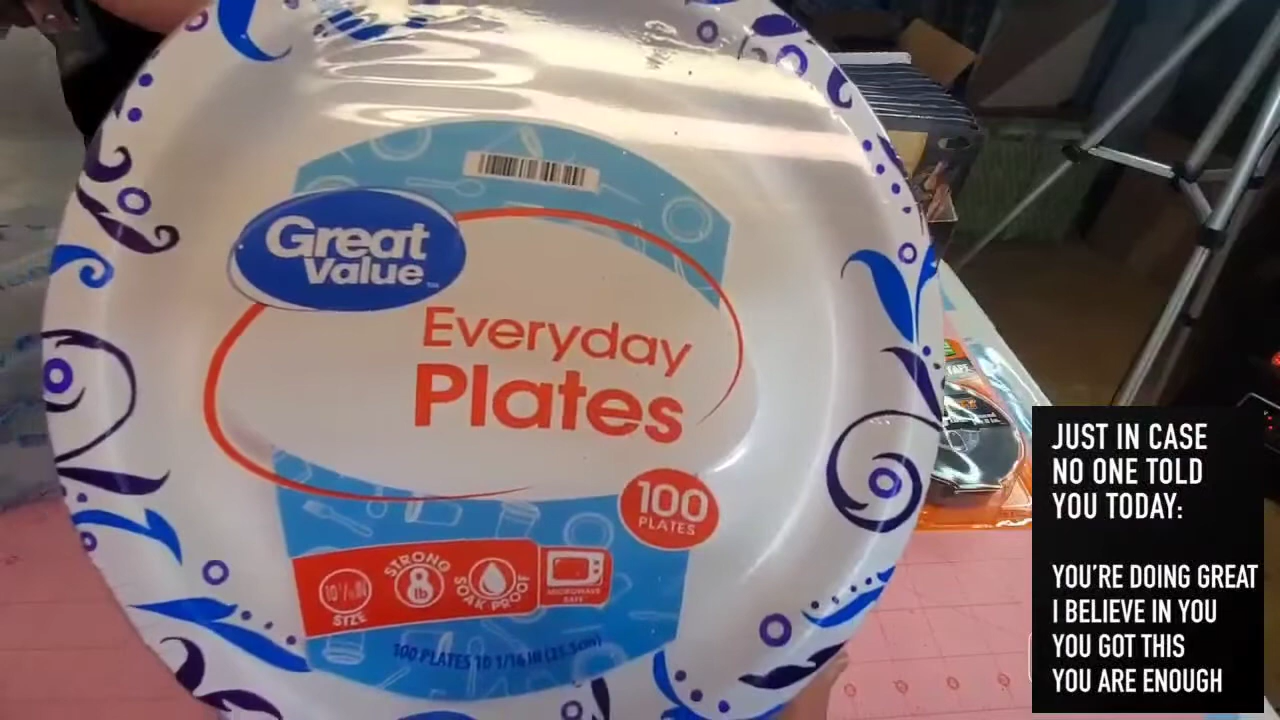 Great
Value™
Everyday
Plates
100
PLATES
10 1/16 IN
SIZE
STRONG
8
lb
SOAK PROOF
MICROWAVE
SAFE
100 PLATES 10 1/16 IN (25.5cm)
JUST IN CASE
NO ONE TOLD
YOU TODAY:
YOU'RE DOING GREAT
I BELIEVE IN YOU
YOU GOT THIS
YOU ARE ENOUGH